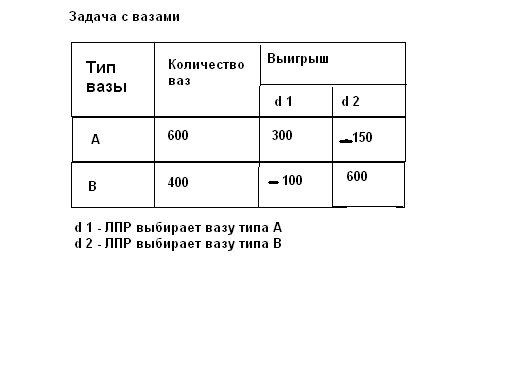 Задача с вазами
Тип вазы
Количество ваз
Выигрыш
d 1 d 2
А 600 300 -150
В 400 - 100 600
d 1 - ЛПР выбирает вазу типа А
d 2 - ЛПР выбирает вазу типа В